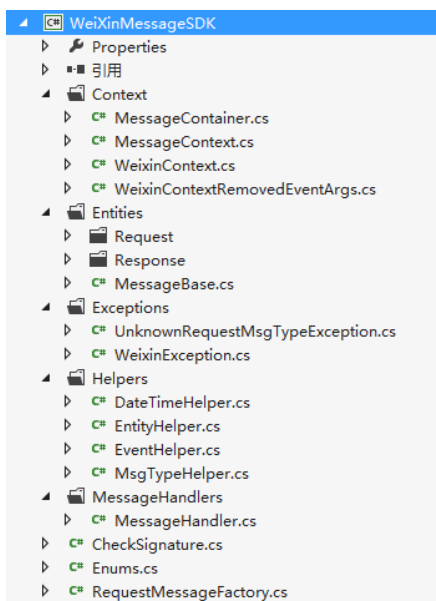 C# WeiXinMessageSDK
Properties
引用
Context
C# MessageContainer.cs
C# MessageContext.cs
C# WeixinContext.cs
C# WeixinContextRemovedEventArgs.cs
Entities
Request
Response
C# MessageBase.cs
Exceptions
C# UnknownRequestMsgTypeException.cs
C# WeixinException.cs
Helpers
C# DateTimeHelper.cs
C# EntityHelper.cs
C# EventHelper.cs
C# MsgTypeHelper.cs
MessageHandlers
C# MessageHandler.cs
C# CheckSignature.cs
C# Enums.cs
C# RequestMessageFactory.cs